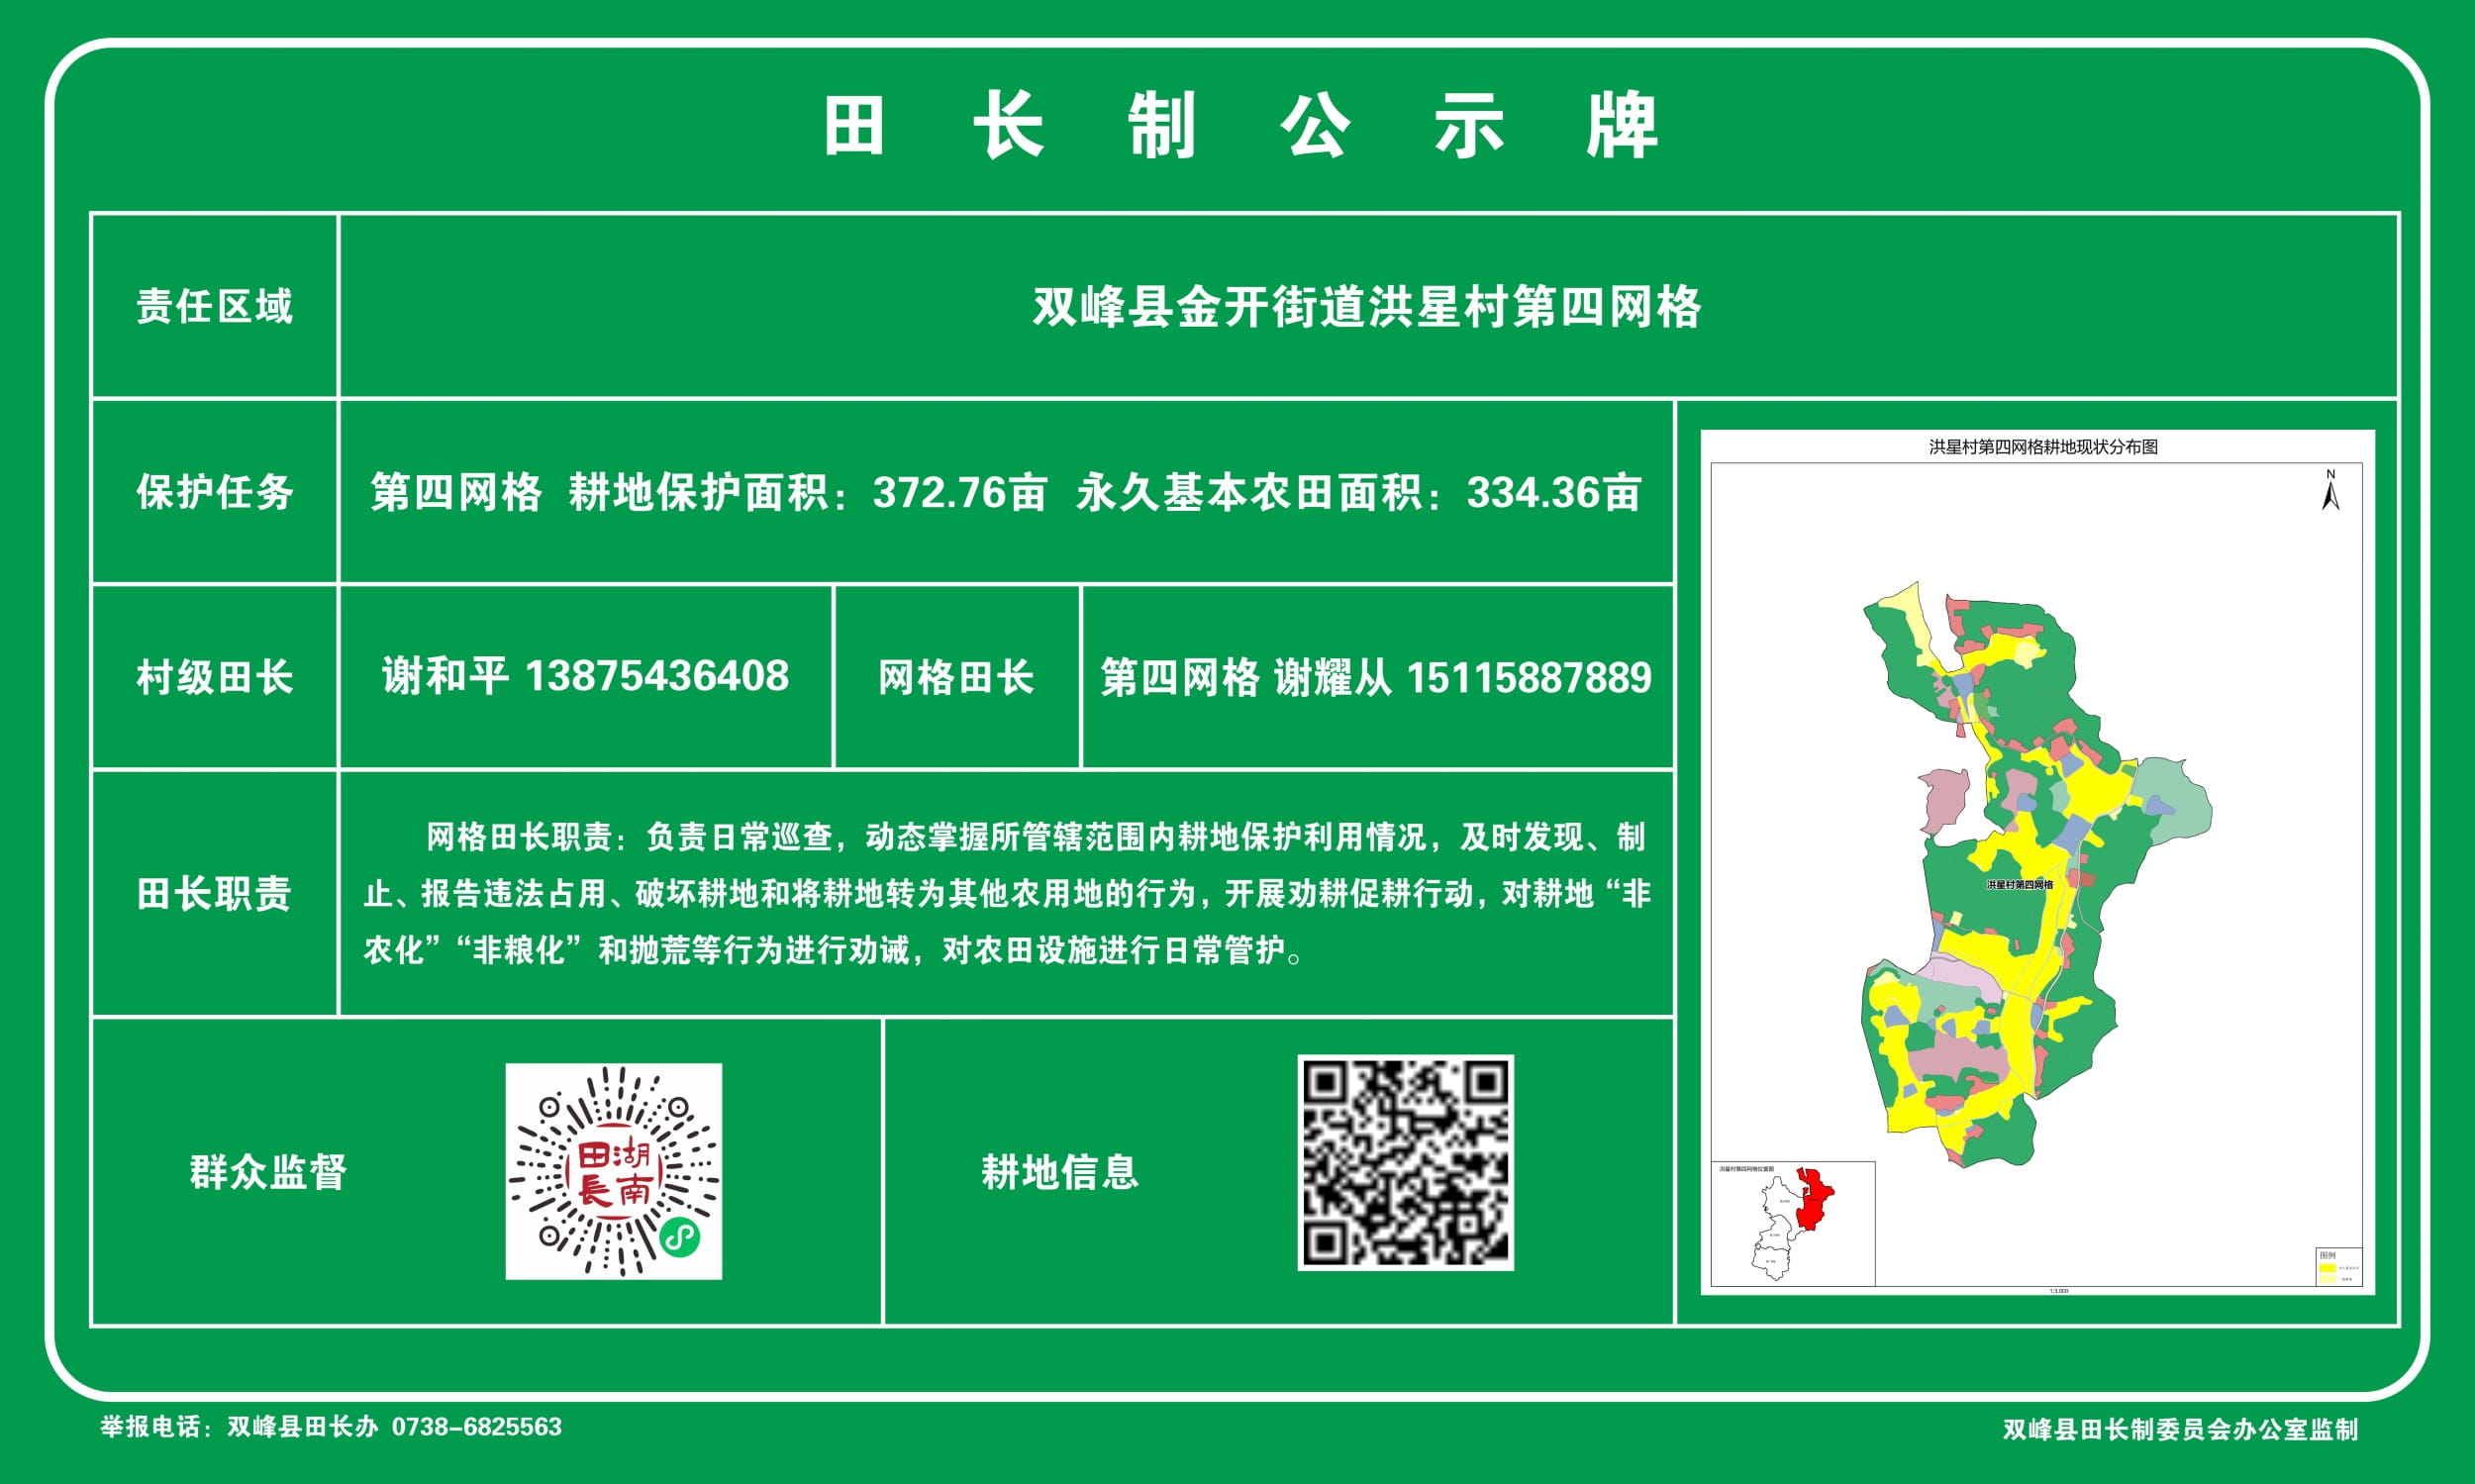 田长制公示牌
责任区域
双峰县金开街道洪星村第四网格
保护任务
第四网格 耕地保护面积：372.76亩 永久基本农田面积：334.36亩
村级田长
谢和平 13875436408
网格田长
第四网格 谢耀从 15115887889
田长职责
网格田长职责：负责日常巡查，动态掌握所管辖范围内耕地保护利用情况，及时发现、制
止、报告违法占用、破坏耕地和将耕地转为其他农用地的行为，开展劝耕促耕行动，对耕地“非
农化”“非粮化”和抛荒等行为进行劝诫，对农田设施进行日常管护。
群众监督
湖南
田長
耕地信息
洪星村第四网格耕地现状分布图
N
洪星村第四网格
洪星村第四网格位置图
图例
1:3,000
举报电话：双峰县田长办 0738-6825563
双峰县田长制委员会办公室监制